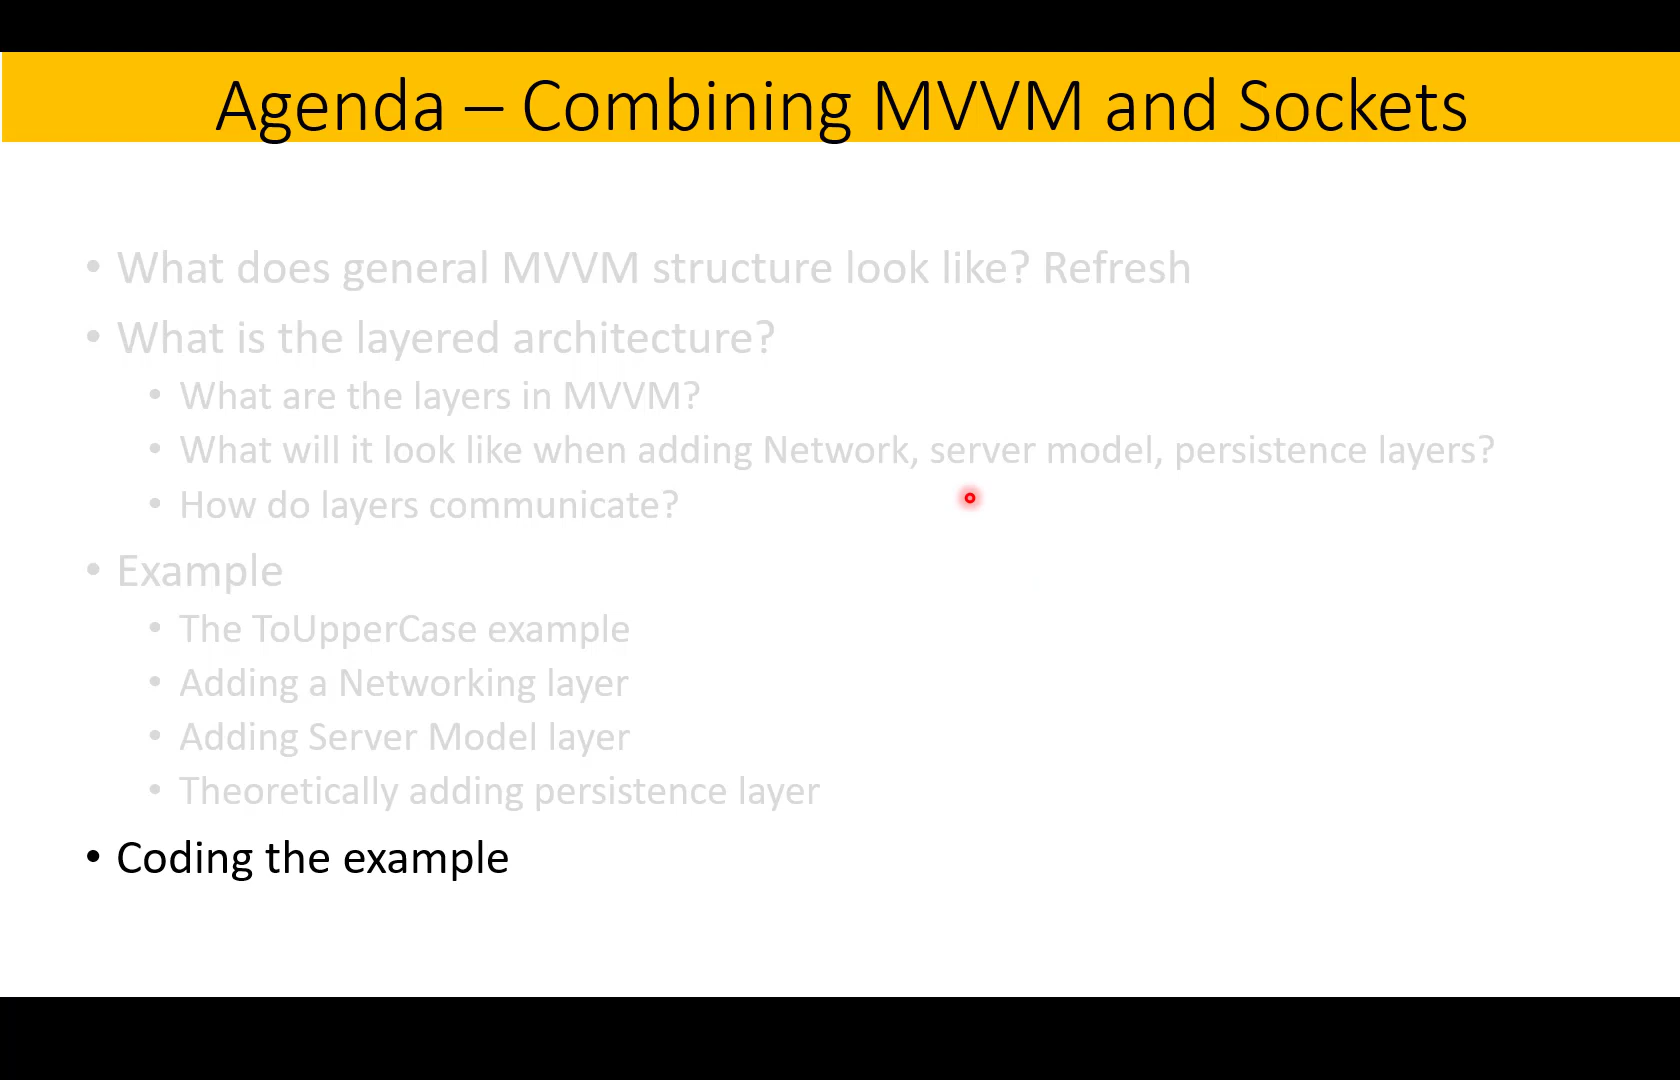 Agenda – Combining MVVM and Sockets
• What does general MVVM structure look like? Refresh
• What is the layered architecture?
• What are the layers in MVVM?
• What will it look like when adding Network, server model, persistence layers?
• How do layers communicate?
• Example
• The ToUpperCase example
• Adding a Networking layer
• Adding Server Model layer
• Theoretically adding persistence layer
• Coding the example